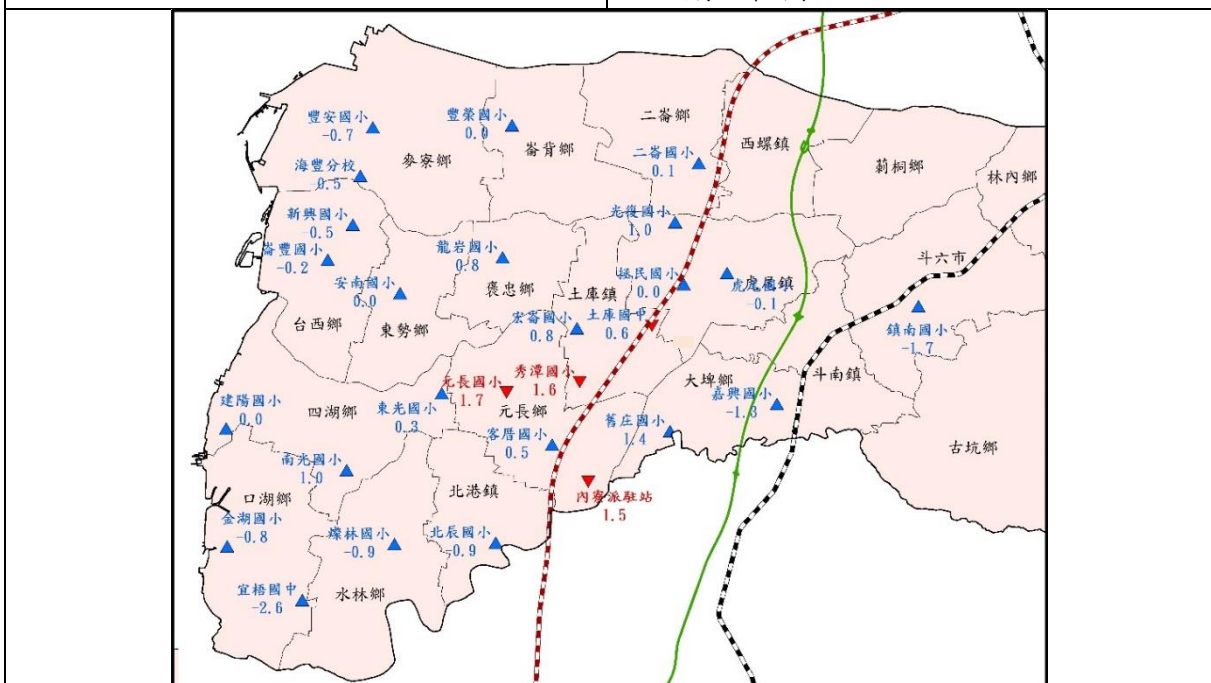 二崙鄉
豐安國小
-0.7
豐榮國小
0.0
崙背鄉
西螺鎮
麥寮鄉
二崙國小
0.1
莿桐鄉
林內鄉
海豐分校
0.5
新興國小
-0.5
光復國小
1.0
崙豐國小
-0.2
龍岩國小
0.8
斗六市
安南國小
0.0
褒忠鄉
土庫鎮
拯民國小
0.0
虎尾鎮
-0.1
台西鄉
東勢鄉
宏崙國小
0.8
土庫國中
0.6
鎮南國小
-1.7
元長國小
1.7
秀潭國小
1.6
大埤鄉
斗南鎮
建陽國小
0.0
四湖鄉
東光國小
0.3
元長鄉
嘉興國小
-1.3
客厝國小
0.5
舊庄國小
1.4
古坑鄉
南光國小
1.0
北港鎮
口湖鄉
內寮派駐站
1.5
金湖國小
-0.8
燦林國小
-0.9
北辰國小
-0.9
宜梧國中
-2.6
水林鄉